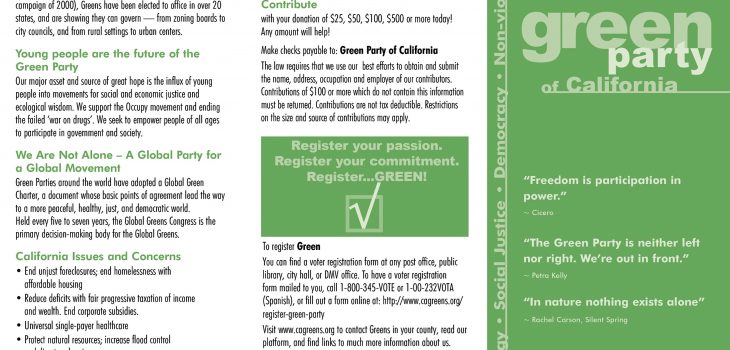 campaign of 2000), Greens have been elected to office in over 20
states, and are showing they can govern — from zoning boards to
city councils, and from rural settings to urban centers.
Young people are the future of the
Green Party
Our major asset and source of great hope is the influx of young
people into movements for social and economic justice and
ecological wisdom. We support the Occupy movement and ending
the failed 'war on drugs'. We seek to empower people of all ages
to participate in government and society.
We Are Not Alone – A Global Party for
a Global Movement
Green Parties around the world have adopted a Global Green
Charter, a document whose basic points of agreement lead the way
to a more peaceful, healthy, just, and democratic world.
Held every five to seven years, the Global Greens Congress is the
primary decision-making body for the Global Greens.
California Issues and Concerns
• End unjust foreclosures; end homelessness with
affordable housing
• Reduce deficits with fair progressive taxation of income
and wealth. End corporate subsidies.
• Universal single-payer healthcare
• Protect natural resources; increase flood control
Contribute
with your donation of $25, $50, $100, $500 or more today!
Any amount will help!
Make checks payable to: Green Party of California
The law requires that we use our best efforts to obtain and submit
the name, address, occupation and employer of our contributors.
Contributions of $100 or more which do not contain this information
must be returned. Contributions are not tax deductible. Restrictions
on the size and source of contributions may apply.
Register your passion.
Register your commitment.
Register...GREEN!
To register Green
You can find a voter registration form at any post office, public
library, city hall, or DMV office. To have a voter registration
form mailed to you, call 1-800-345-VOTE or 1-00-232VOTA
(Spanish), or fill out a form online at: http://www.cagreens.org/
register-green-party
Visit www.cagreens.org to contact Greens in your county, read our
platform, and find links to much more information about us.
gy • Social Justice • Democracy • Non-vio
green
party
of California
“Freedom is participation in
power.”
~ Cicero
“The Green Party is neither left
nor right. We’re out in front.”
~ Petra Kelly
“In nature nothing exists alone”
~ Rachel Carson, Silent Spring